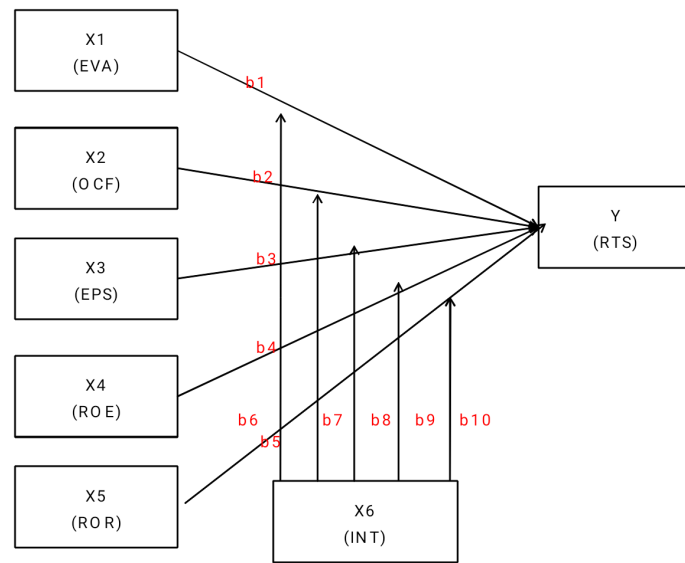 X1
(EVA)
b1
X2
(OCF)
b2
Y
(RTS)
X3
(EPS)
b3
X4
(ROE)
b4
b6
b7
b8
b9
b10
b5
X5
(ROR)
X6
(INT)